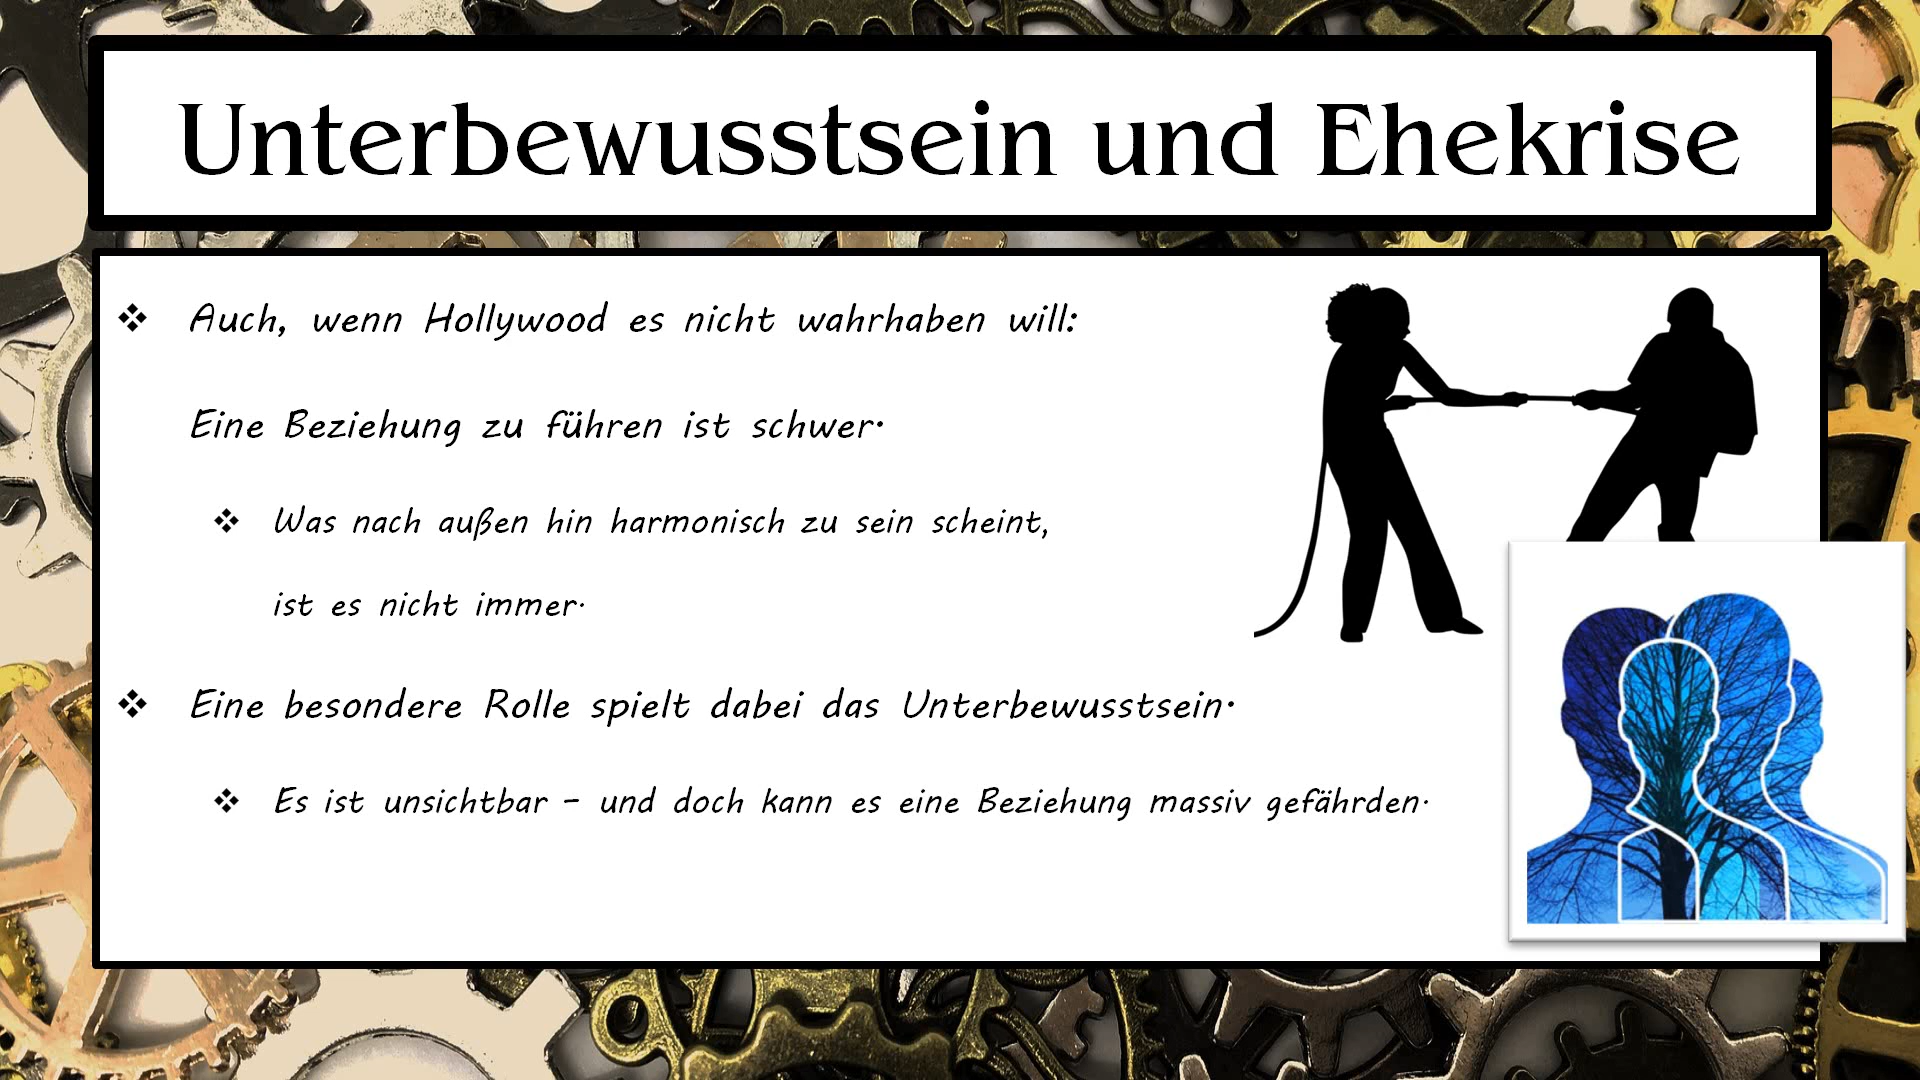 Unterbewusstsein und Ehekrise
Auch, wenn Hollywood es nicht wahrhaben will:
Eine Beziehung zu führen ist schwer.
Was nach außen hin harmonisch zu sein scheint,
ist es nicht immer.
Eine besondere Rolle spielt dabei das Unterbewusstsein.
Es ist unsichtbar – und doch kann es eine Beziehung massiv gefährden.